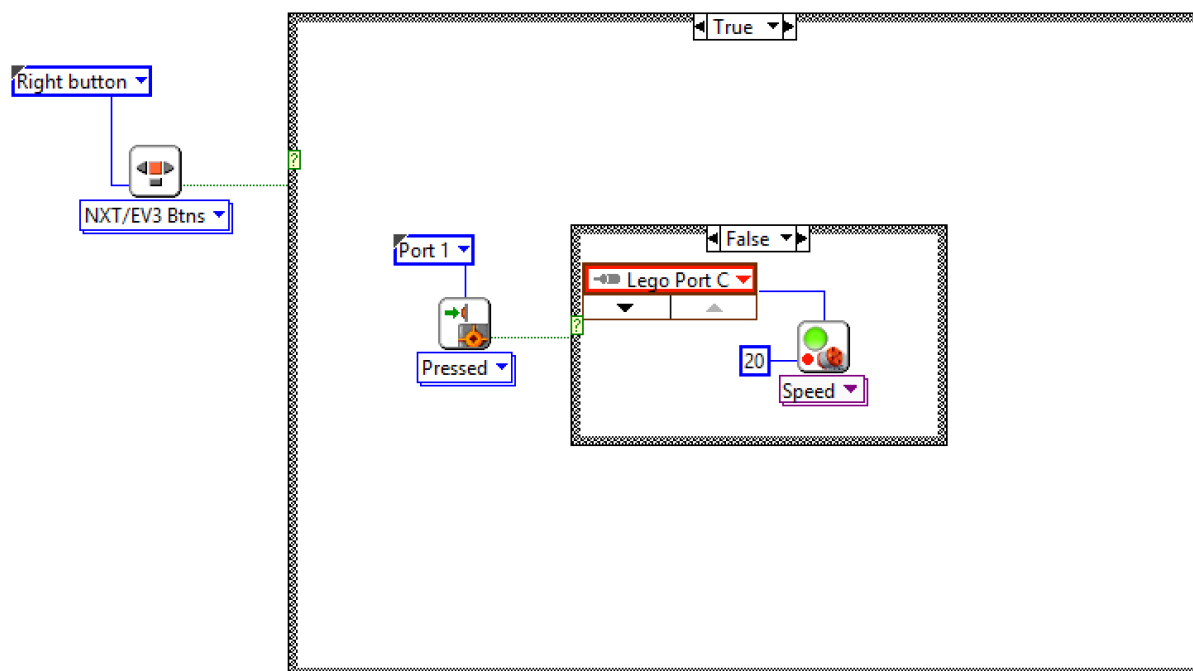 True
Right button
?
NXT/EV3 Btns
False
Port 1
Lego Port C
?
20
Pressed
Speed